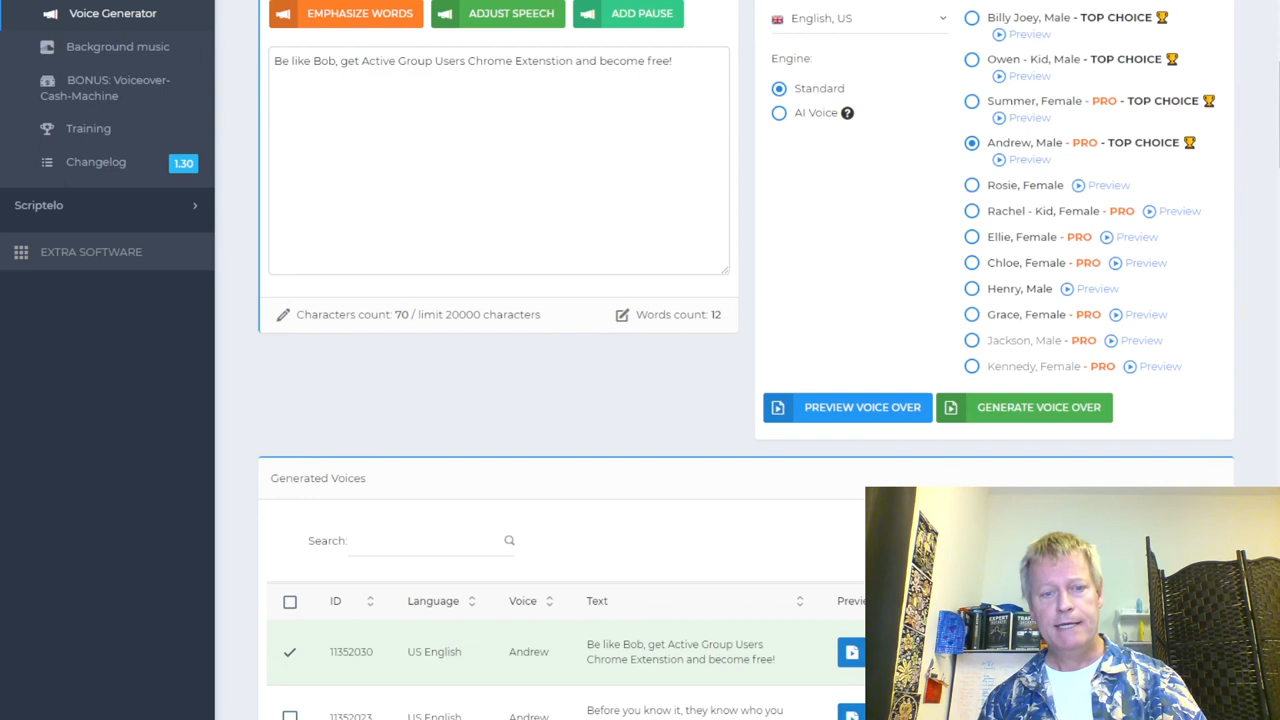 Voice Generator
Background music
BONUS: Voiceover-
Cash-Machine
Training
Changelog
1.30
Scriptelo
EXTRA SOFTWARE
EMPHASIZE WORDS
ADJUST SPEECH
ADD PAUSE
Be like Bob, get Active Group Users Chrome Extenstion and become free!
Characters count: 70 / limit 20000 characters
Words count: 12
English, US
Engine:
Standard
AI Voice ?
Billy Joey, Male - TOP CHOICE
Preview
Owen - Kid, Male - TOP CHOICE
Preview
Summer, Female - PRO - TOP CHOICE
Preview
Andrew, Male - PRO - TOP CHOICE
Preview
Rosie, Female Preview
Rachel - Kid, Female - PRO Preview
Ellie, Female - PRO Preview
Chloe, Female - PRO Preview
Henry, Male Preview
Grace, Female - PRO Preview
Jackson, Male - PRO Preview
Kennedy, Female - PRO Preview
PREVIEW VOICE OVER
GENERATE VOICE OVER
Generated Voices
Search:
ID
Language
Voice
Text
Previe
11352030
US English
Andrew
Be like Bob, get Active Group Users
Chrome Extenstion and become free!
11352023
US English
Andrew
Before you know it, they know who you
EXPERT